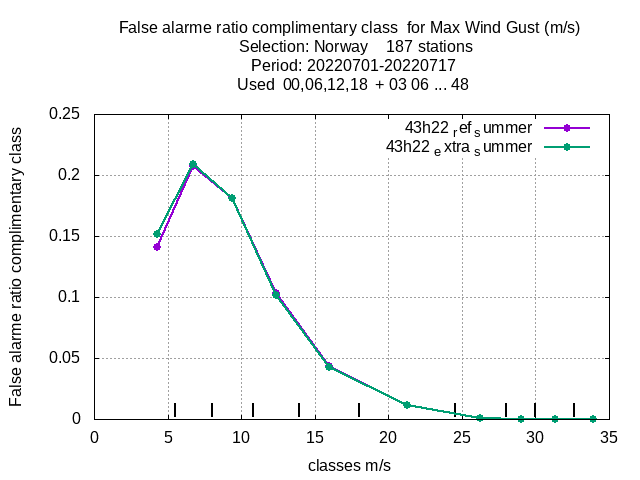 False alarme ratio complimentary class for Max Wind Gust (m/s)
Selection: Norway 187 stations
Period: 20220701-20220717
Used 00,06,12,18 + 03 06 ... 48
43h22 ref summer
43h22 extra summer
False alarme ratio complimentary class
0.25
0.2
0.15
0.1
0.05
0
0 5 10 15 20 25 30 35
classes m/s